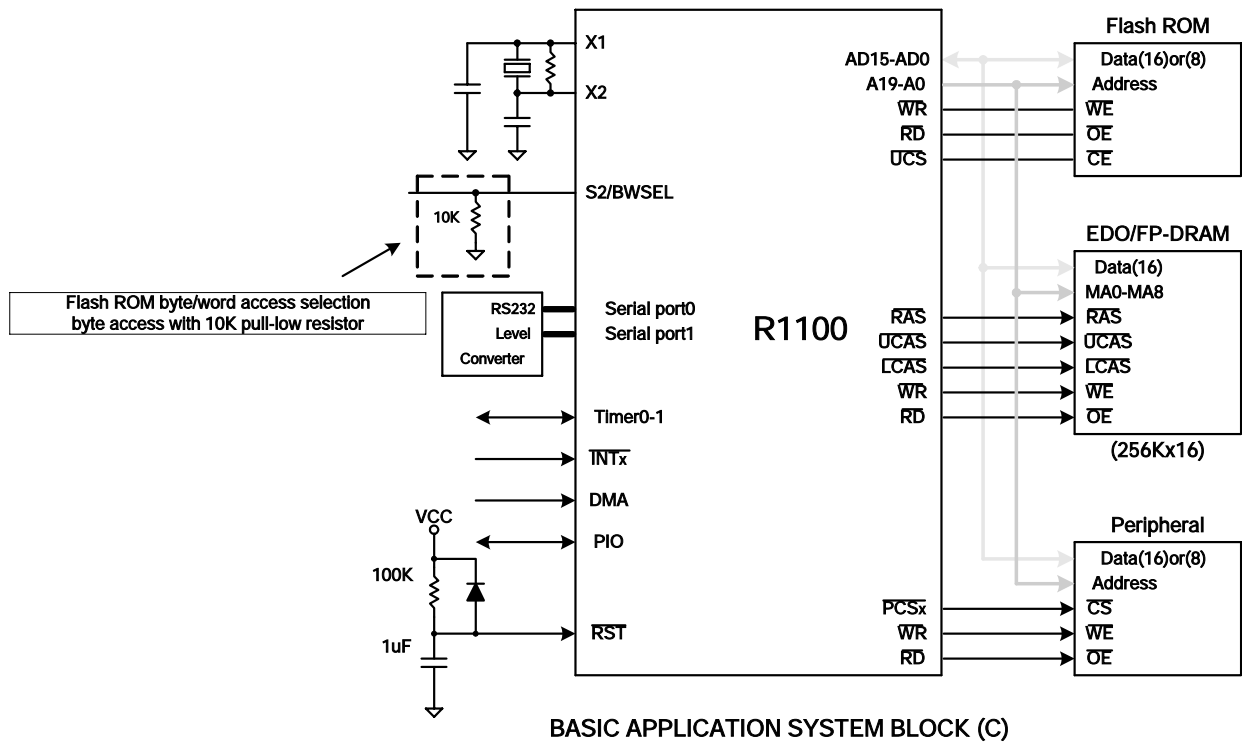 X1
X2
S2/BWSEL
10K
Flash ROM byte/word access selection
byte access with 10K pull-low resistor
RS232
Level
Converter
Serial port0
Serial port1
Timer0-1
INTx
DMA
PIO
VCC
100K
1uF
RST
R1100
AD15-AD0
A19-A0
WR
RD
UCS
RAS
UCAS
LCAS
WR
RD
PCSx
WR
RD
Flash ROM
Data(16)or(8)
Address
WE
OE
CE
EDO/FP-DRAM
Data(16)
MA0-MA8
RAS
UCAS
LCAS
WE
OE
(256Kx16)
Peripheral
Data(16)or(8)
Address
CS
WE
OE
BASIC APPLICATION SYSTEM BLOCK (C)